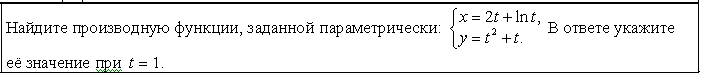 Найдите производную функции, заданной параметрически: { x = 2t + ln t, y = t² + t. В ответе укажите
её значение при t = 1.